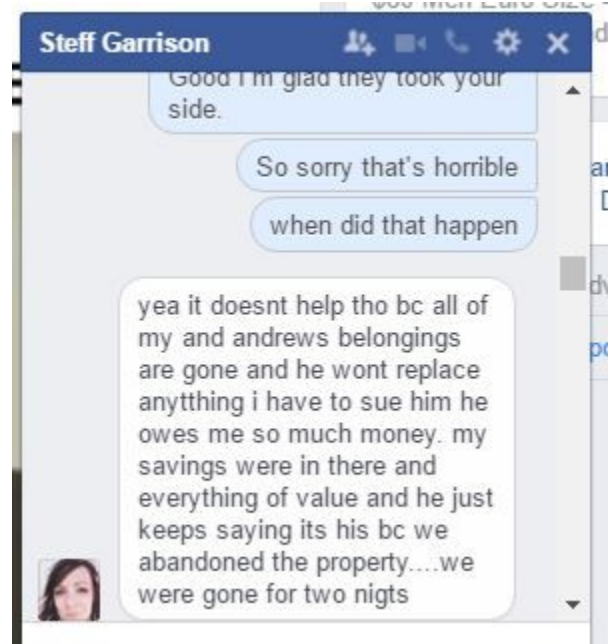 Steff Garrison
Good I'm glad they took your
side.
So sorry that's horrible
when did that happen
yea it doesnt help tho bc all of
my and andrews belongings
are gone and he wont replace
anytthing i have to sue him he
owes me so much money. my
savings were in there and
everything of value and he just
keeps saying its his bc we
abandoned the property....we
were gone for two nigts